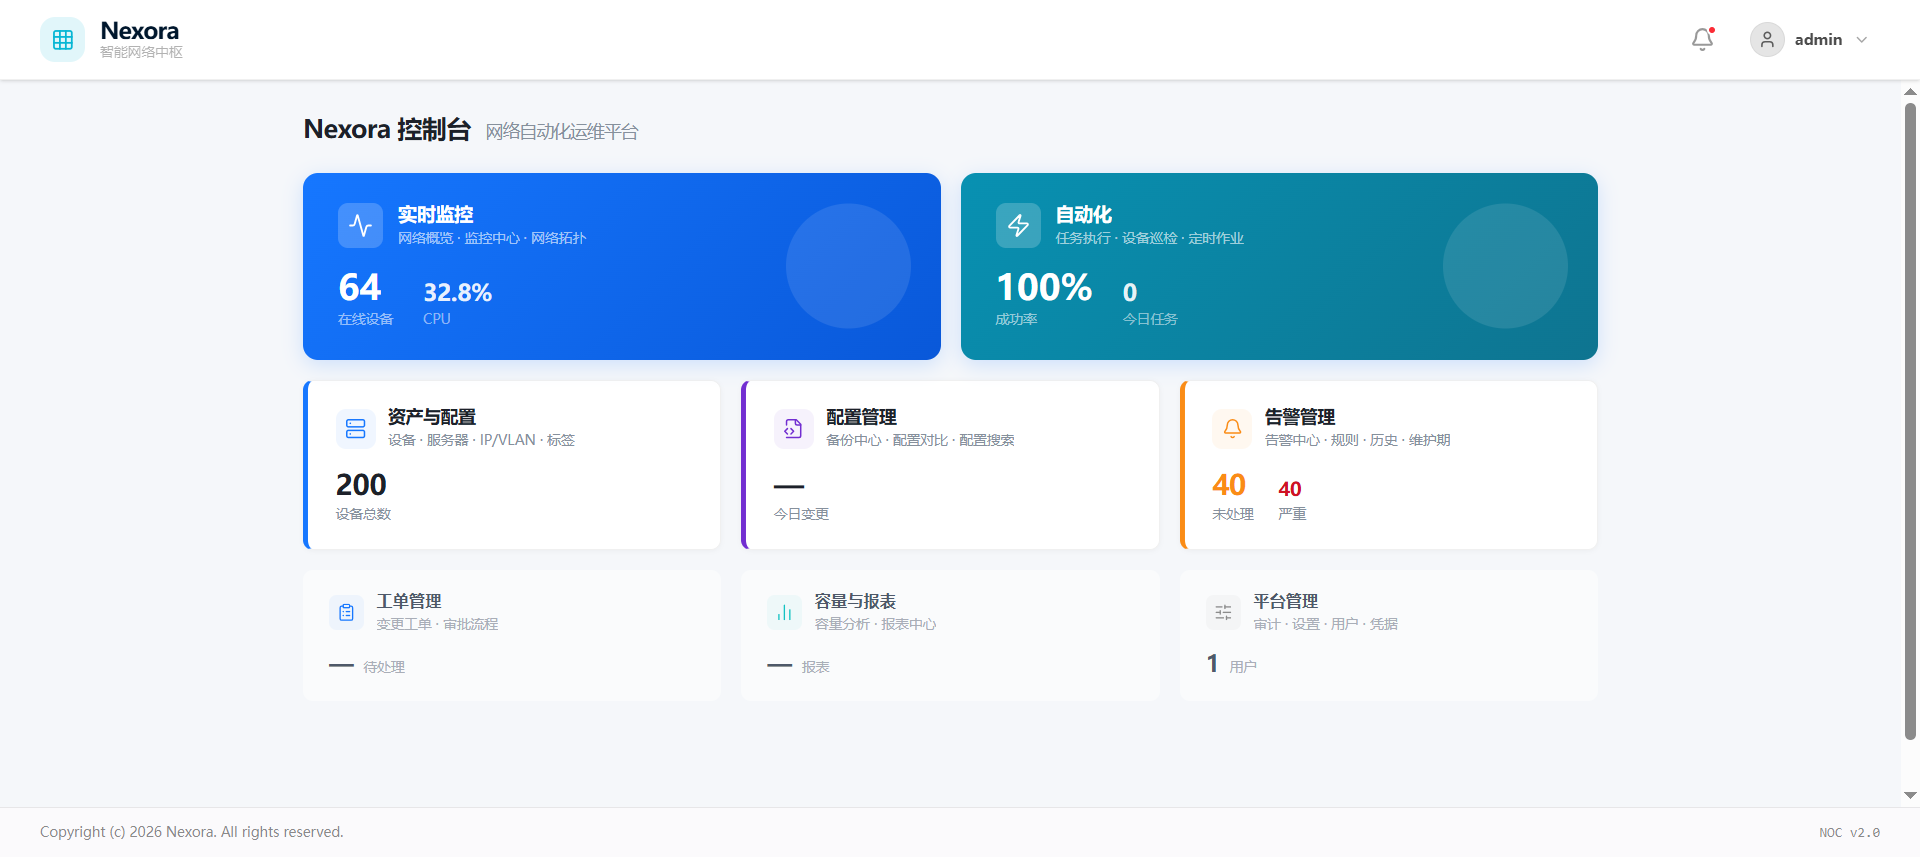 Nexora
智能网络中枢
admin
Nexora 控制台 网络自动化运维平台
实时监控
网络概览 · 监控中心 · 网络拓扑
64 32.8%
在线设备 CPU
自动化
任务执行 · 设备巡检 · 定时作业
100% 0
成功率 今日任务
资产与配置
设备 · 服务器 · IP/VLAN · 标签
200
设备总数
配置管理
备份中心 · 配置对比 · 配置搜索
—
今日变更
告警管理
告警中心 · 规则 · 历史 · 维护期
40 40
未处理 严重
工单管理
变更工单 · 审批流程
— 待处理
容量与报表
容量分析 · 报表中心
— 报表
平台管理
审计 · 设置 · 用户 · 凭据
1 用户
Copyright (c) 2026 Nexora. All rights reserved.
NOC v2.0